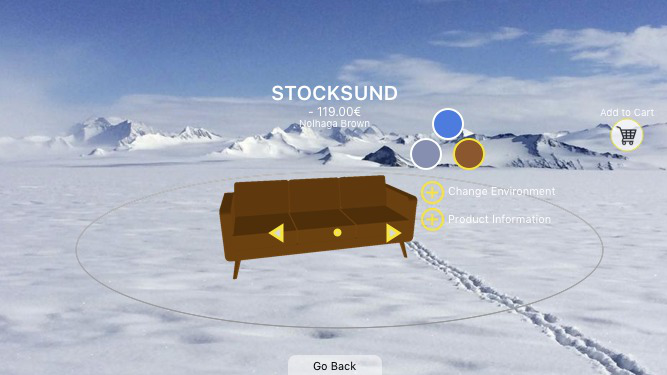 STOCKSUND
- 119.00€
Nolhaga Brown
Add to Cart
Change Environment
Product Information
Go Back